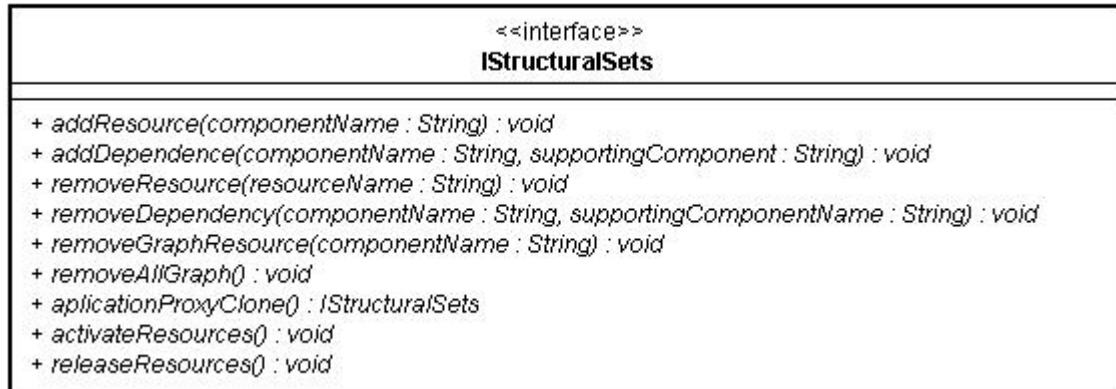 <<interface>>
IStructuralSets
+ addResource(componentName : String) : void
+ addDependence(componentName : String, supportingComponent : String) : void
+ removeResource(resourceName : String) : void
+ removeDependency(componentName : String, supportingComponentName : String) : void
+ removeGraphResource(componentName : String) : void
+ removeAllGraph() : void
+ aplicationProxyClone() : IStructuralSets
+ activateResources() : void
+ releaseResources() : void